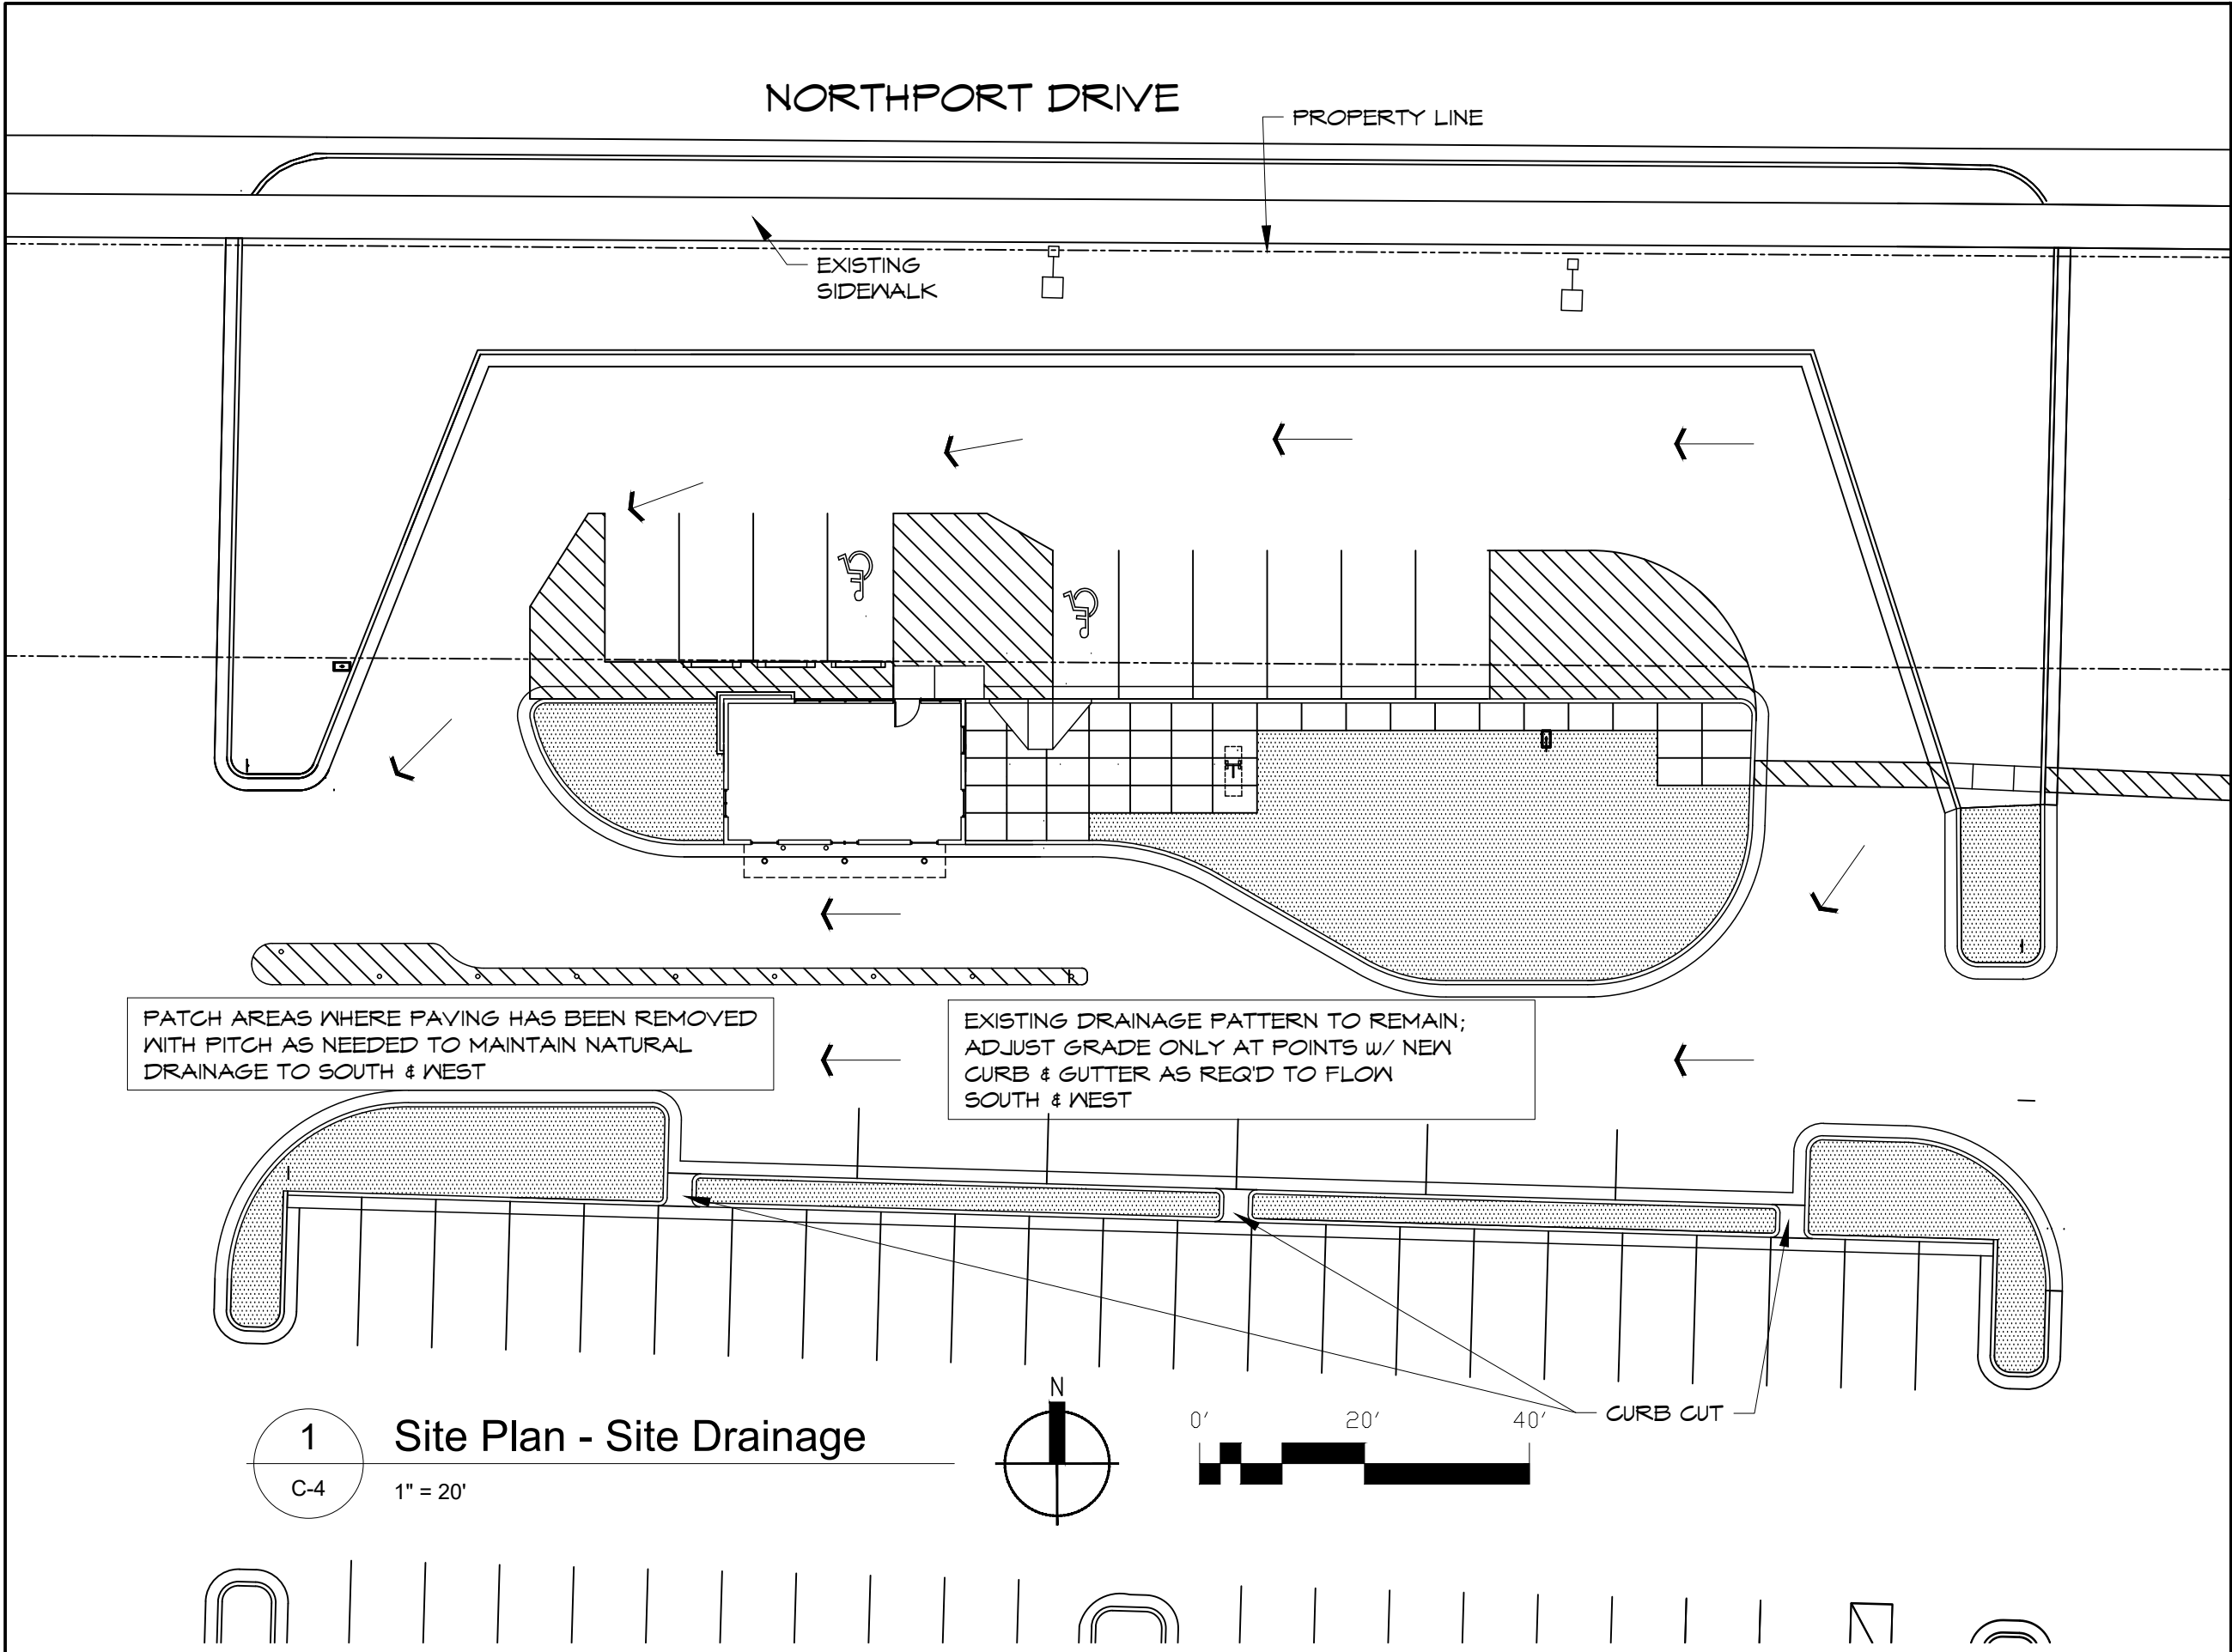 NORTHPORT DRIVE
PROPERTY LINE
EXISTING
SIDEWALK
PATCH AREAS WHERE PAVING HAS BEEN REMOVED
WITH PITCH AS NEEDED TO MAINTAIN NATURAL
DRAINAGE TO SOUTH & WEST
EXISTING DRAINAGE PATTERN TO REMAIN;
ADJUST GRADE ONLY AT POINTS W/ NEW
CURB & GUTTER AS REQ'D TO FLOW
SOUTH & WEST
CURB CUT
1
C-4
Site Plan - Site Drainage
1" = 20'
N
0' 20' 40'